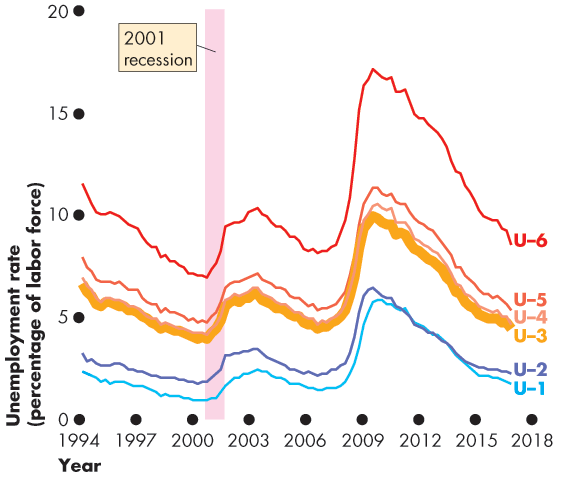 20
2001
recession
15
10
5
0
Unemployment rate
(percentage of labor force)
U–6
U–5
U–4
U–3
U–2
U–1
1994 1997 2000 2003 2006 2009 2012 2015 2018
Year